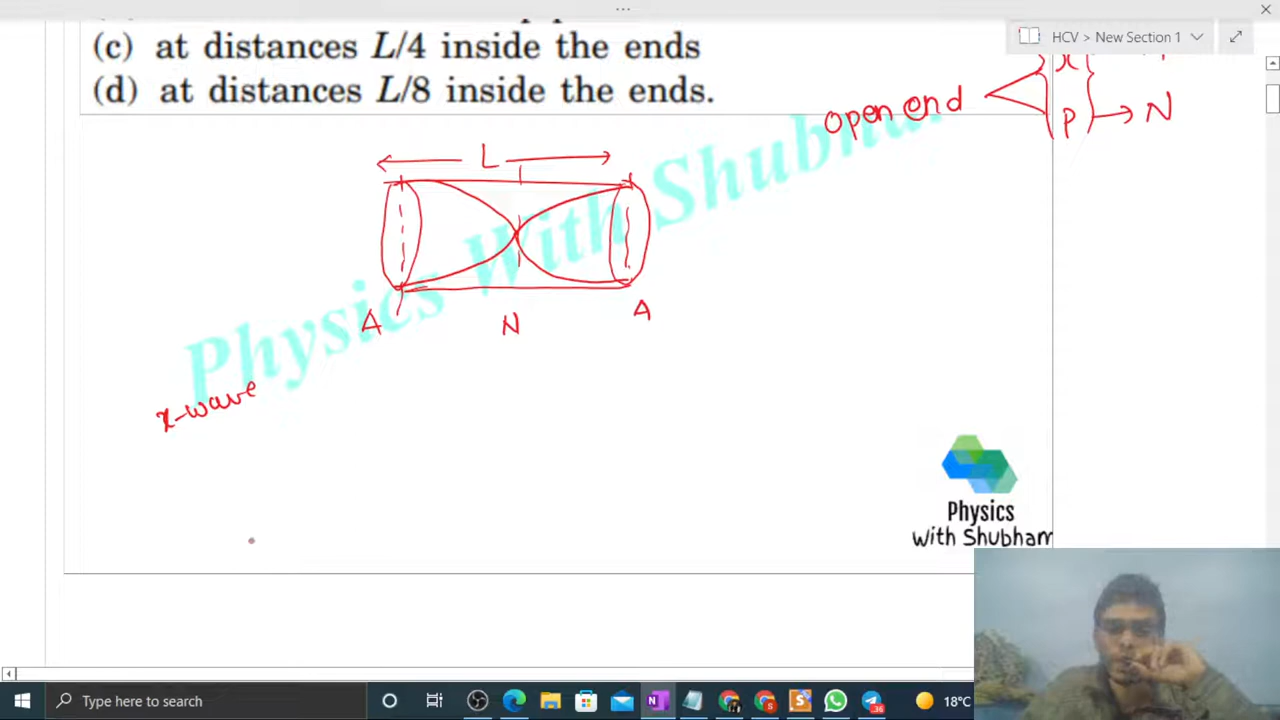 HCV > New Section 1
(c) at distances L/4 inside the ends
x
(d) at distances L/8 inside the ends.
open end
P → N
L
A N A
x-wave
Physics With Shubham
Physics
With Shubham
Type here to search
36
18°C